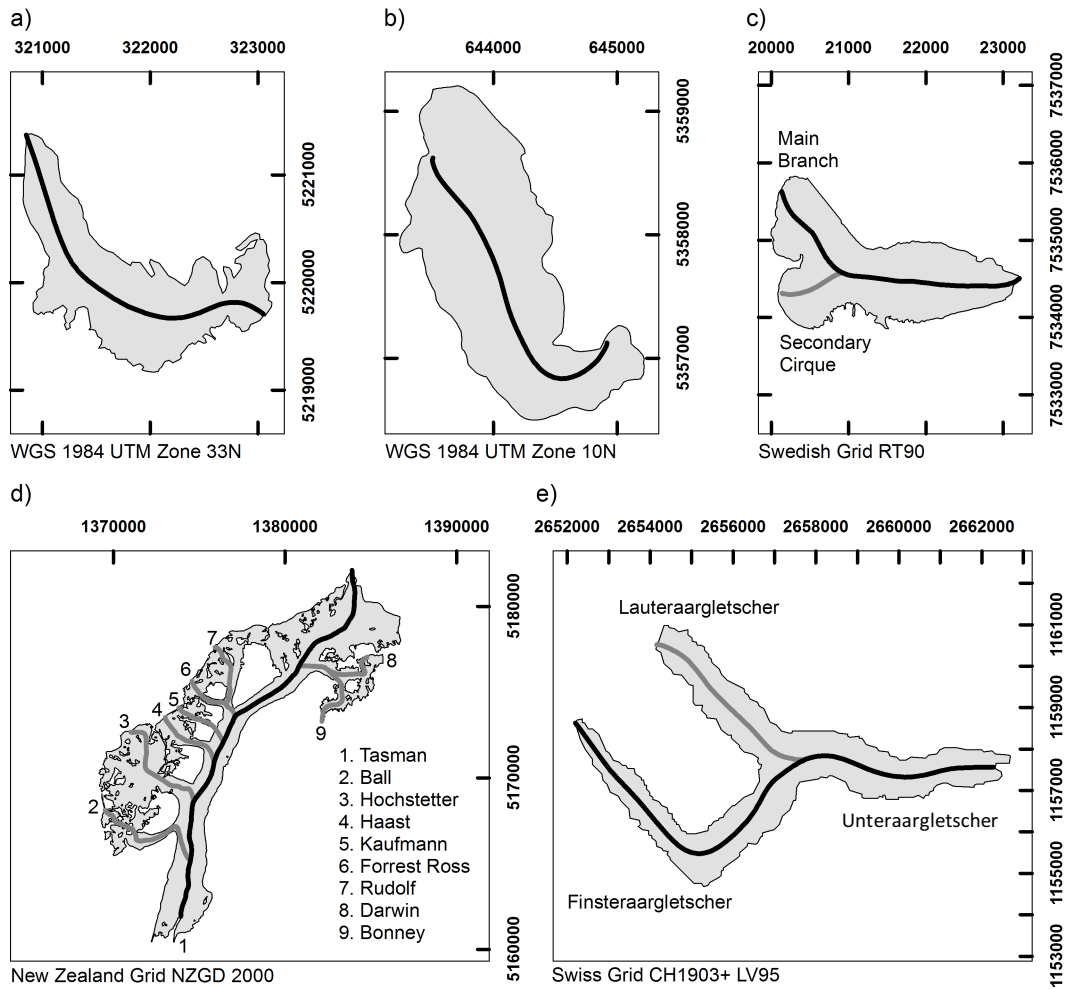 a)
321000 322000 323000
5221000
5220000
5219000
WGS 1984 UTM Zone 33N
b)
644000 645000
5359000
5358000
5357000
WGS 1984 UTM Zone 10N
c)
20000 21000 22000 23000
7537000
7536000
7535000
7534000
7533000
Main
Branch
Secondary
Cirque
Swedish Grid RT90
d)
1370000 1380000 1390000
5180000
5170000
5160000
7
6
5
4
3
2
8
9
1
1. Tasman
2. Ball
3. Hochstetter
4. Haast
5. Kaufmann
6. Forrest Ross
7. Rudolf
8. Darwin
9. Bonney
New Zealand Grid NZGD 2000
e)
2652000 2654000 2656000 2658000 2660000 2662000
1161000
1159000
1157000
1155000
1153000
Lauteraargletscher
Unteraargletscher
Finsteraargletscher
Swiss Grid CH1903+ LV95